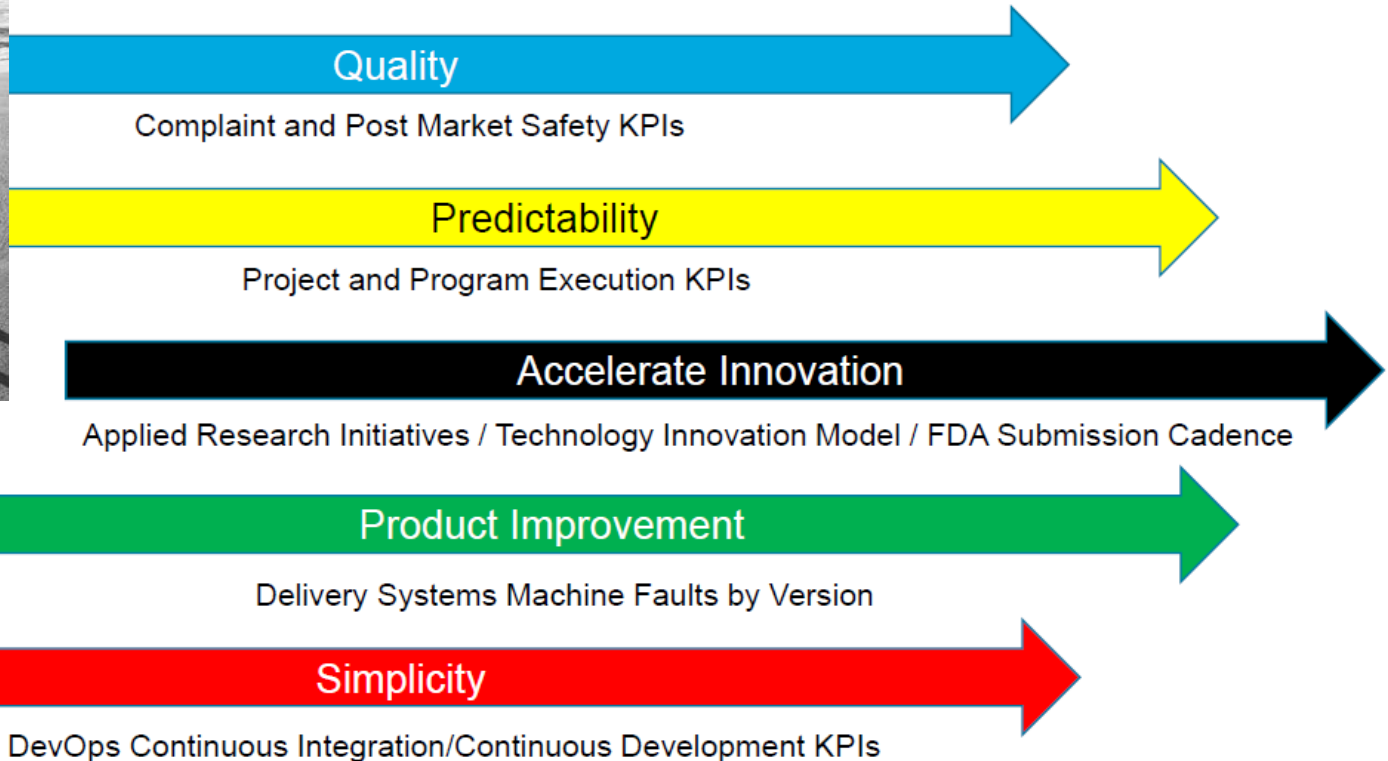 Quality
Complaint and Post Market Safety KPIs
Predictability
Project and Program Execution KPIs
Accelerate Innovation
Applied Research Initiatives / Technology Innovation Model / FDA Submission Cadence
Product Improvement
Delivery Systems Machine Faults by Version
Simplicity
DevOps Continuous Integration/Continuous Development KPIs